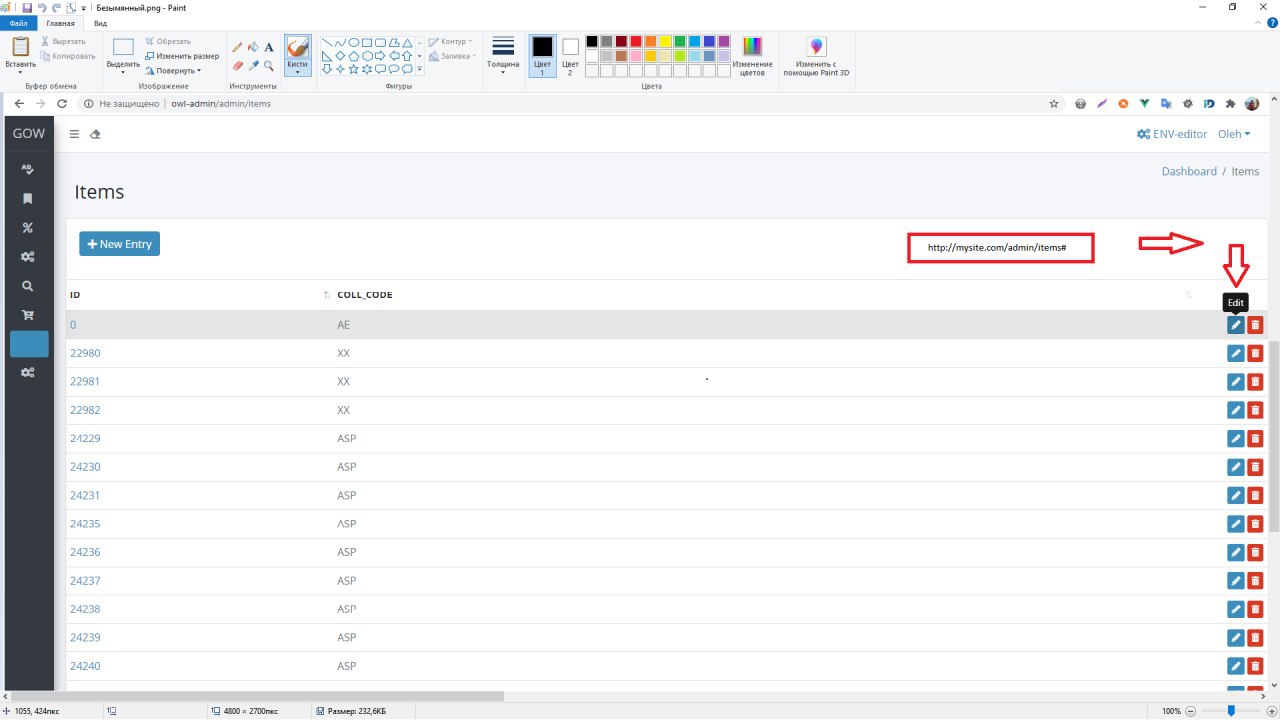 Безымянный.png - Paint
Файл Главная Вид
Вставить
Вырезать
Копировать
Буфер обмена
Выделить
Обрезать
Изменить размер
Повернуть
Изображение
A
Инструменты
Кисти
Контур
Заливка
Фигуры
Толщина
Цвет 1
Цвет 2
Изменение цветов
Цвета
Изменить с помощью Paint 3D
Не защищено | owl-admin/admin/items
GOW
ENV-editor Oleh
Dashboard / Items
Items
New Entry
http://mysite.com/admin/items#
Edit
ID COLL_CODE
0 AE
22980 XX
22981 XX
22982 XX
24229 ASP
24230 ASP
24231 ASP
24235 ASP
24236 ASP
24237 ASP
24238 ASP
24239 ASP
24240 ASP
1055, 424пкс 4800 × 2700пкс Размер: 232,6КБ 100%